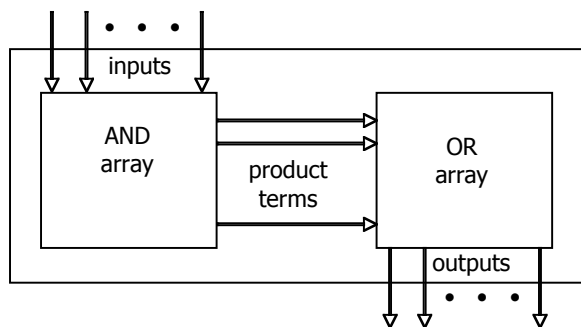 inputs
AND
array
product
terms
OR
array
outputs